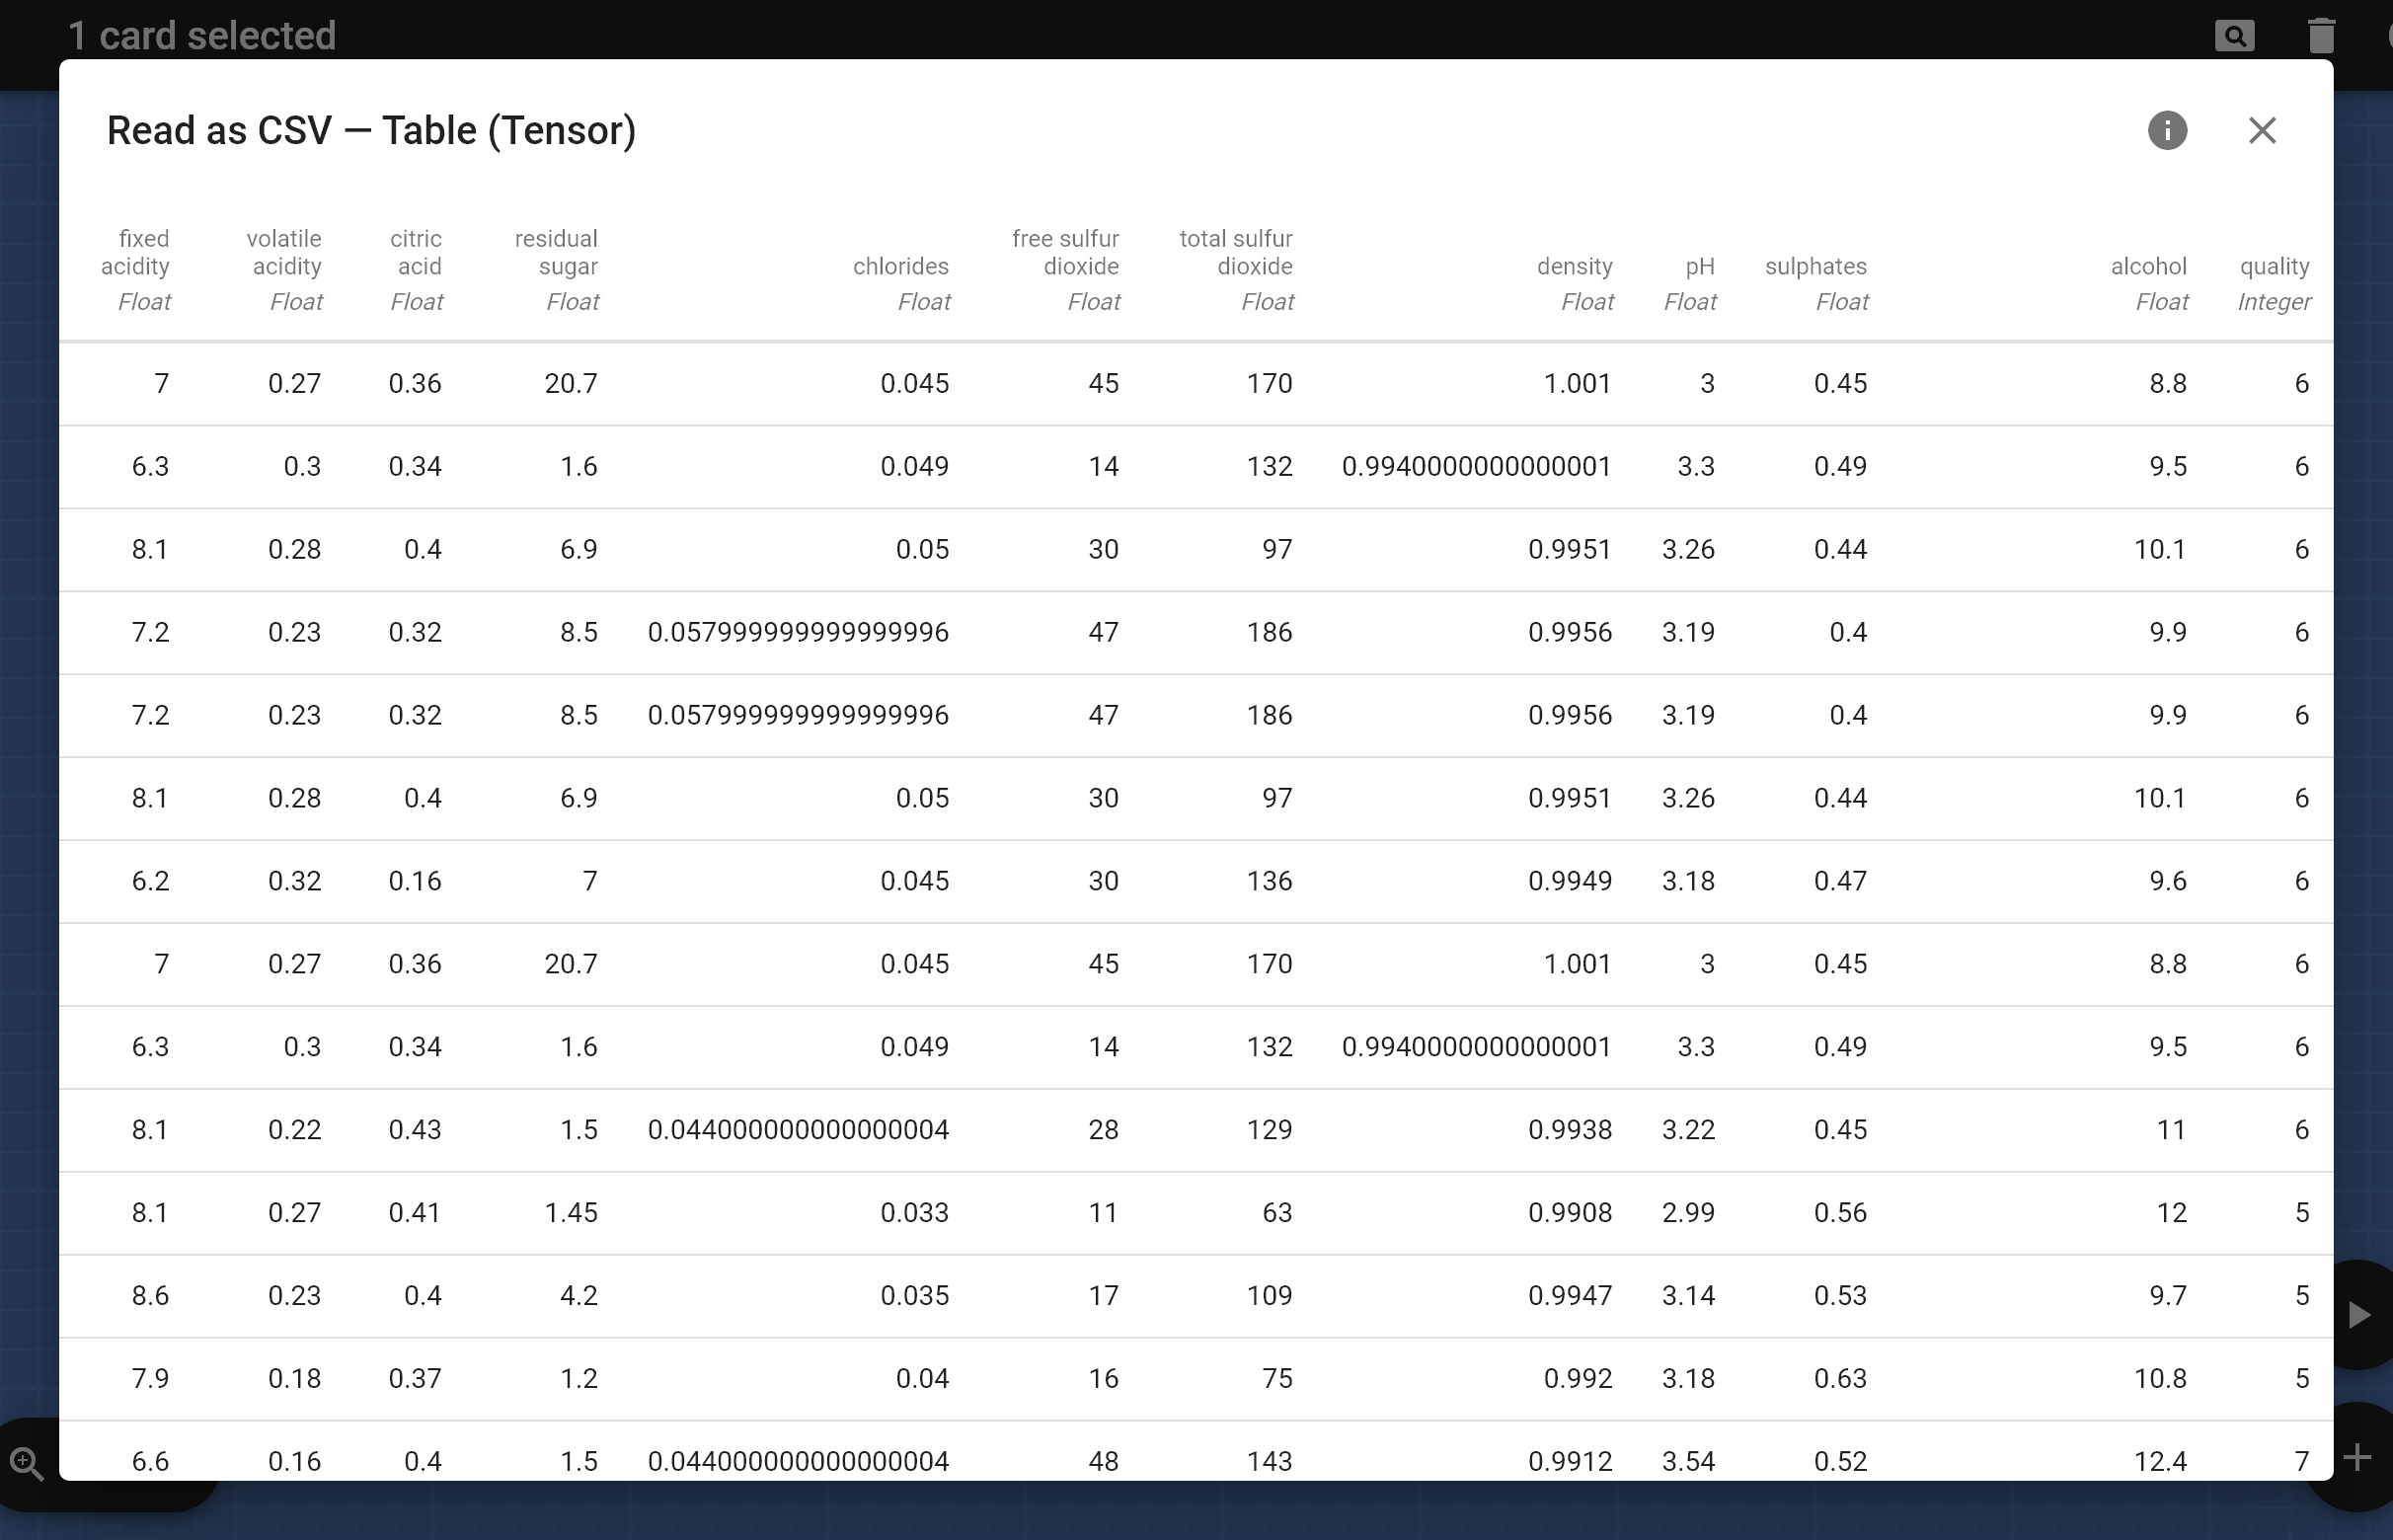 1 card selected
Read as CSV — Table (Tensor)
fixed acidity volatile acidity citric acid residual sugar chlorides free sulfur dioxide total sulfur dioxide density pH sulphates alcohol quality
Float Float Float Float Float Float Float Float Float Float Float Integer
7 0.27 0.36 20.7 0.045 45 170 1.001 3 0.45 8.8 6
6.3 0.3 0.34 1.6 0.049 14 132 0.9940000000000001 3.3 0.49 9.5 6
8.1 0.28 0.4 6.9 0.05 30 97 0.9951 3.26 0.44 10.1 6
7.2 0.23 0.32 8.5 0.057999999999999996 47 186 0.9956 3.19 0.4 9.9 6
7.2 0.23 0.32 8.5 0.057999999999999996 47 186 0.9956 3.19 0.4 9.9 6
8.1 0.28 0.4 6.9 0.05 30 97 0.9951 3.26 0.44 10.1 6
6.2 0.32 0.16 7 0.045 30 136 0.9949 3.18 0.47 9.6 6
7 0.27 0.36 20.7 0.045 45 170 1.001 3 0.45 8.8 6
6.3 0.3 0.34 1.6 0.049 14 132 0.9940000000000001 3.3 0.49 9.5 6
8.1 0.22 0.43 1.5 0.044000000000000004 28 129 0.9938 3.22 0.45 11 6
8.1 0.27 0.41 1.45 0.033 11 63 0.9908 2.99 0.56 12 5
8.6 0.23 0.4 4.2 0.035 17 109 0.9947 3.14 0.53 9.7 5
7.9 0.18 0.37 1.2 0.04 16 75 0.992 3.18 0.63 10.8 5
6.6 0.16 0.4 1.5 0.044000000000000004 48 143 0.9912 3.54 0.52 12.4 7